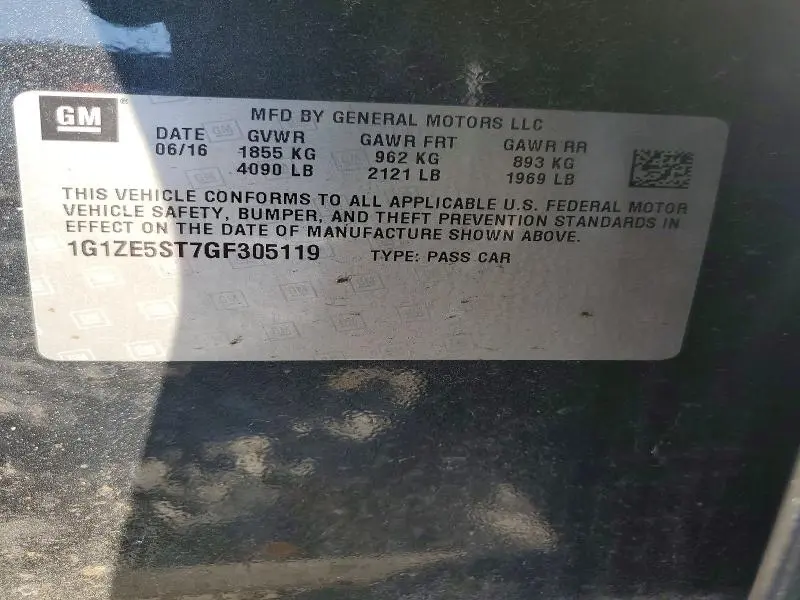 GM
MFD BY GENERAL MOTORS LLC
DATE GVWR GAWR FRT GAWR RR
06/16 1855 KG 962 KG 893 KG
4090 LB 2121 LB 1969 LB
THIS VEHICLE CONFORMS TO ALL APPLICABLE U.S. FEDERAL MOTOR
VEHICLE SAFETY, BUMPER, AND THEFT PREVENTION STANDARDS IN
EFFECT ON THE DATE OF MANUFACTURE SHOWN ABOVE.
1G1ZE5ST7GF305119 TYPE: PASS CAR